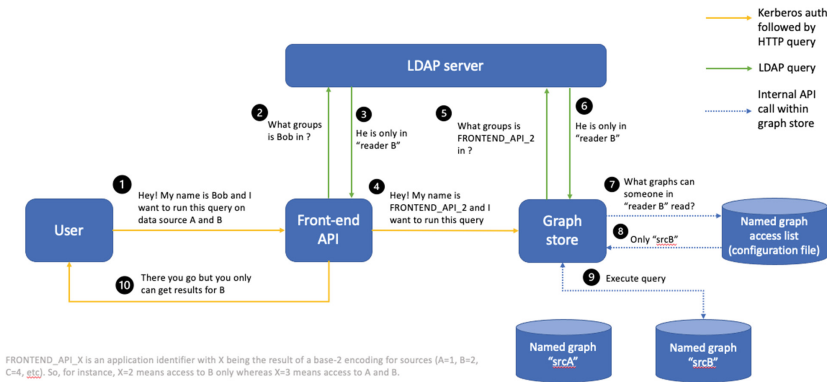 Kerberos auth
followed by
HTTP query
LDAP query
Internal API
call within
graph store
LDAP server
2
What groups
is Bob in ?
3
He is only in
“reader B”
5
What groups is
FRONTEND_API_2
in ?
6
He is only in
“reader B”
1
Hey! My name is Bob and I
want to run this query on
data source A and B
4
Hey! My name is
FRONTEND_API_2 and I
want to run this query
7
What graphs can
someone in
“reader B” read?
User
Front-end
API
Graph
store
8
Only “srcB”
Named graph
access list
(configuration file)
10
There you go but you only
can get results for B
9
Execute query
Named graph
“srcA”
Named graph
“srcB”
FRONTEND_API_X is an application identifier with X being the result of a base-2 encoding for sources (A=1, B=2,
C=4, etc). So, for instance, X=2 means access to B only whereas X=3 means access to A and B.